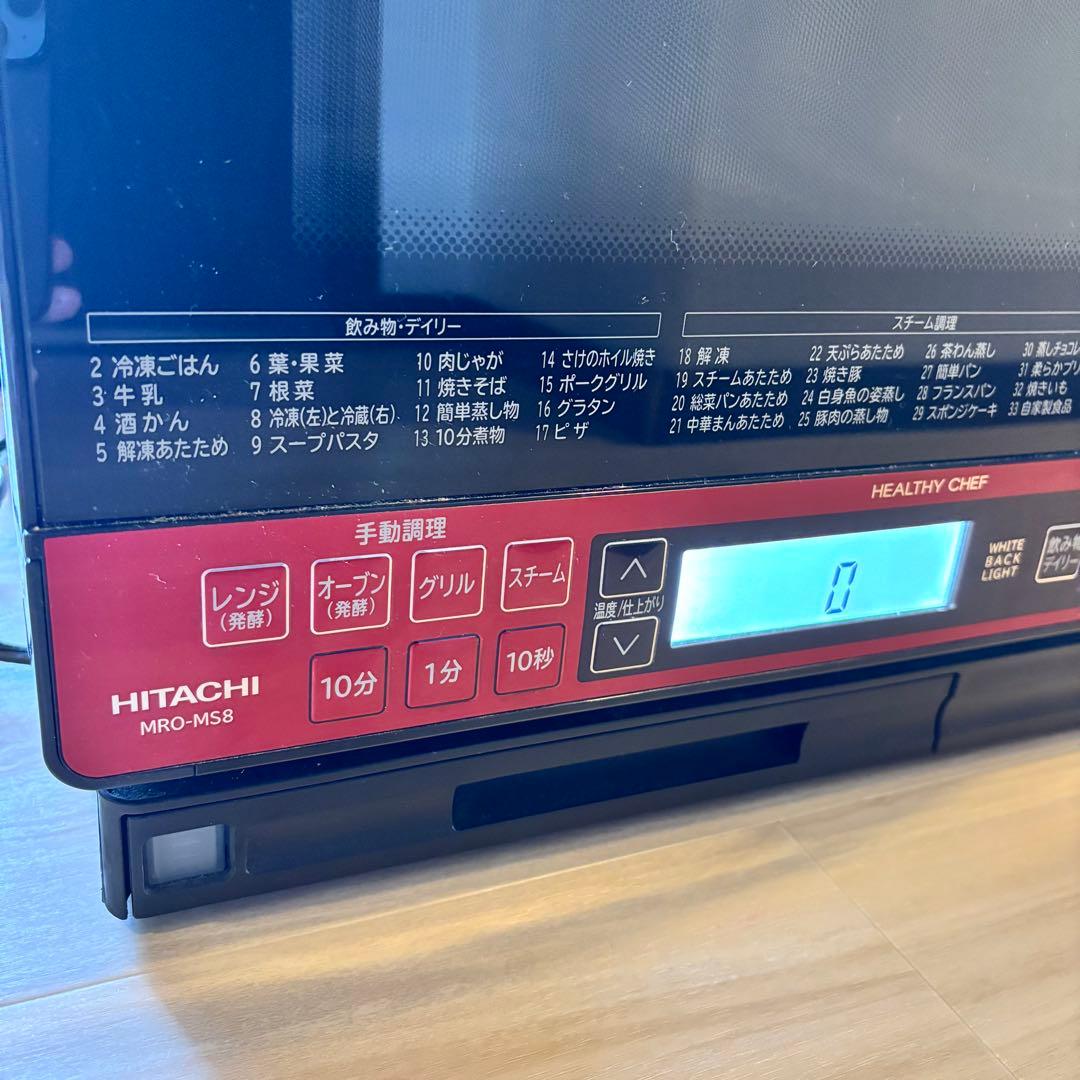 飲み物・デイリー
2 冷凍ごはん
3 牛乳
4 酒かん
5 解凍あたため
6 葉・果菜
7 根菜
8 冷凍(左)と冷蔵(右)
9 スープパスタ
10 肉じゃが
11 焼きそば
12 簡単蒸し物
13 10分煮物
14 さけのホイル焼き
15 ポークグリル
16 グラタン
17 ピザ
スチーム調理
18 解凍
19 スチームあたため
20 総菜パンあたため
21 中華まんあたため
22 天ぷらあたため
23 焼き豚
24 白身魚の姿蒸し
25 豚肉の蒸し物
26 茶わん蒸し
27 簡単パン
28 フランスパン
29 スポンジケーキ
30 蒸しチョコレ
31 柔らかプリ
32 焼きいも
33 自家製食品
HEALTHY CHEF
手動調理
レンジ
(発酵)
オーブン
(発酵)
グリル
スチーム
温度/仕上がり
0
WHITE
BACK
LIGHT
飲み物
デイリー
10分
1分
10秒
HITACHI
MRO-MS8